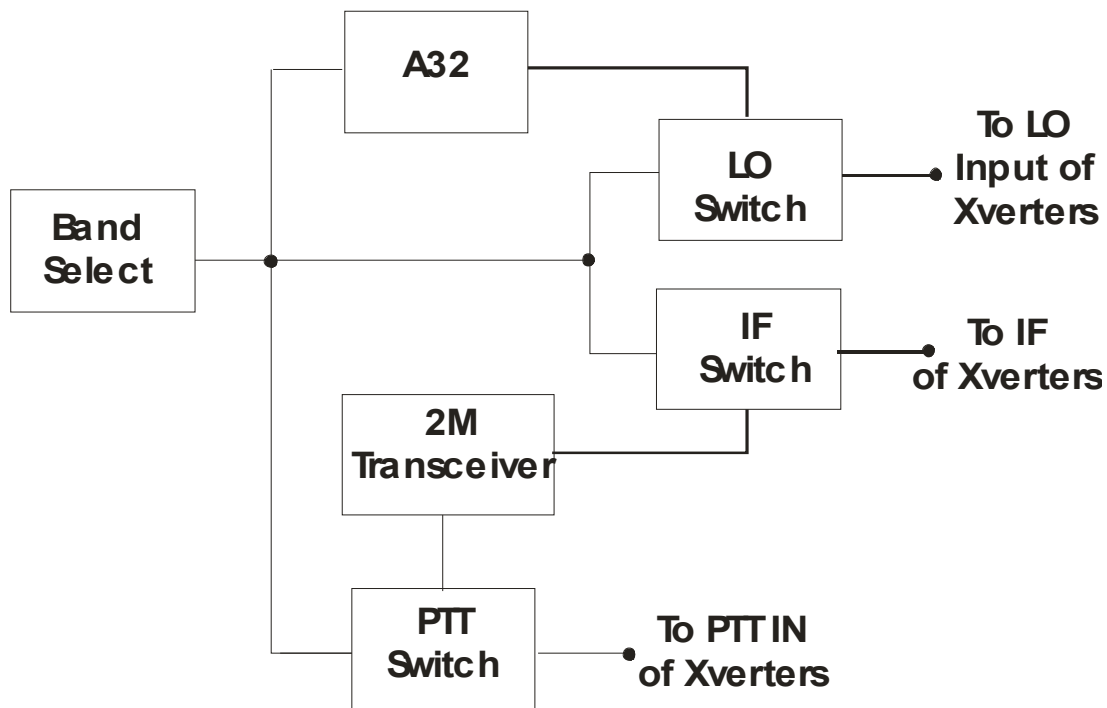 A32
LO
Switch
To LO
Input of
Xverters
Band
Select
IF
Switch
To IF
of Xverters
2M
Transceiver
PTT
Switch
To PTT IN
of Xverters